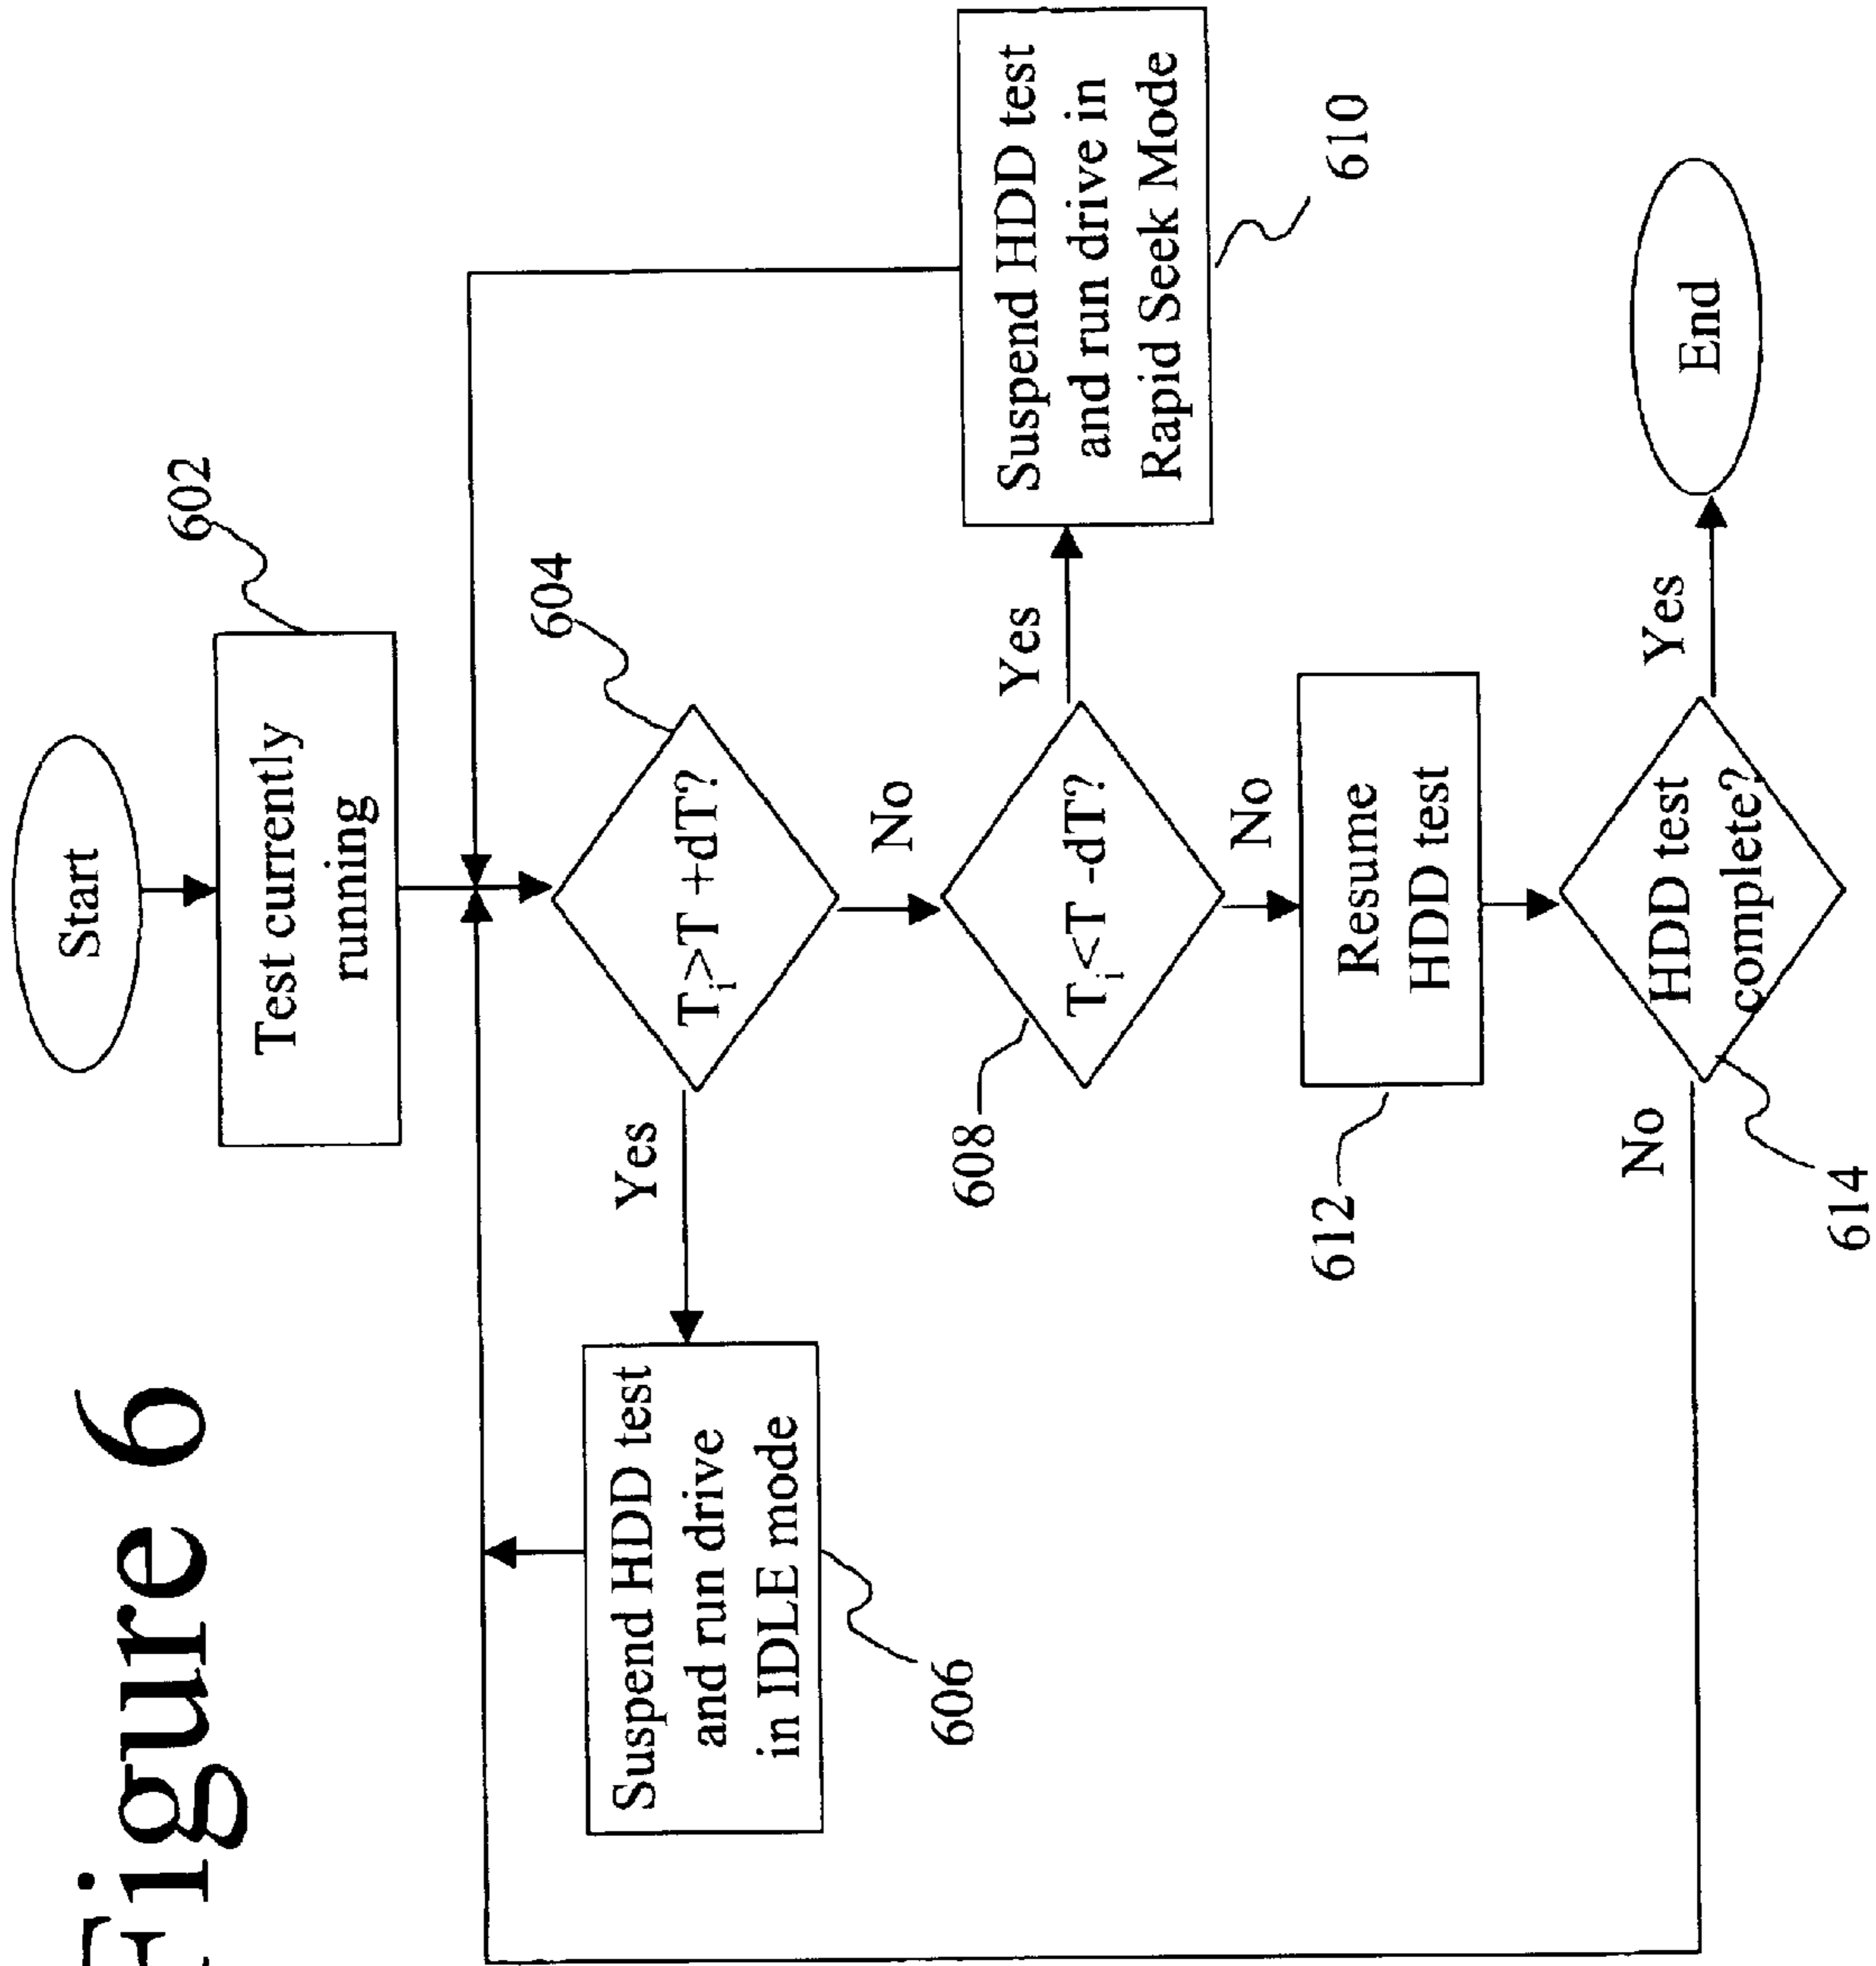 Figure 6
Start
602
Test currently
running
604
Ti>T +dT?
Yes
Suspend HDD test
and run drive
in IDLE mode
606
No
608
Ti<T -dT?
Yes
Suspend HDD test
and run drive in
Rapid Seek Mode
610
No
612
Resume
HDD test
HDD test
complete?
614
No
Yes
End